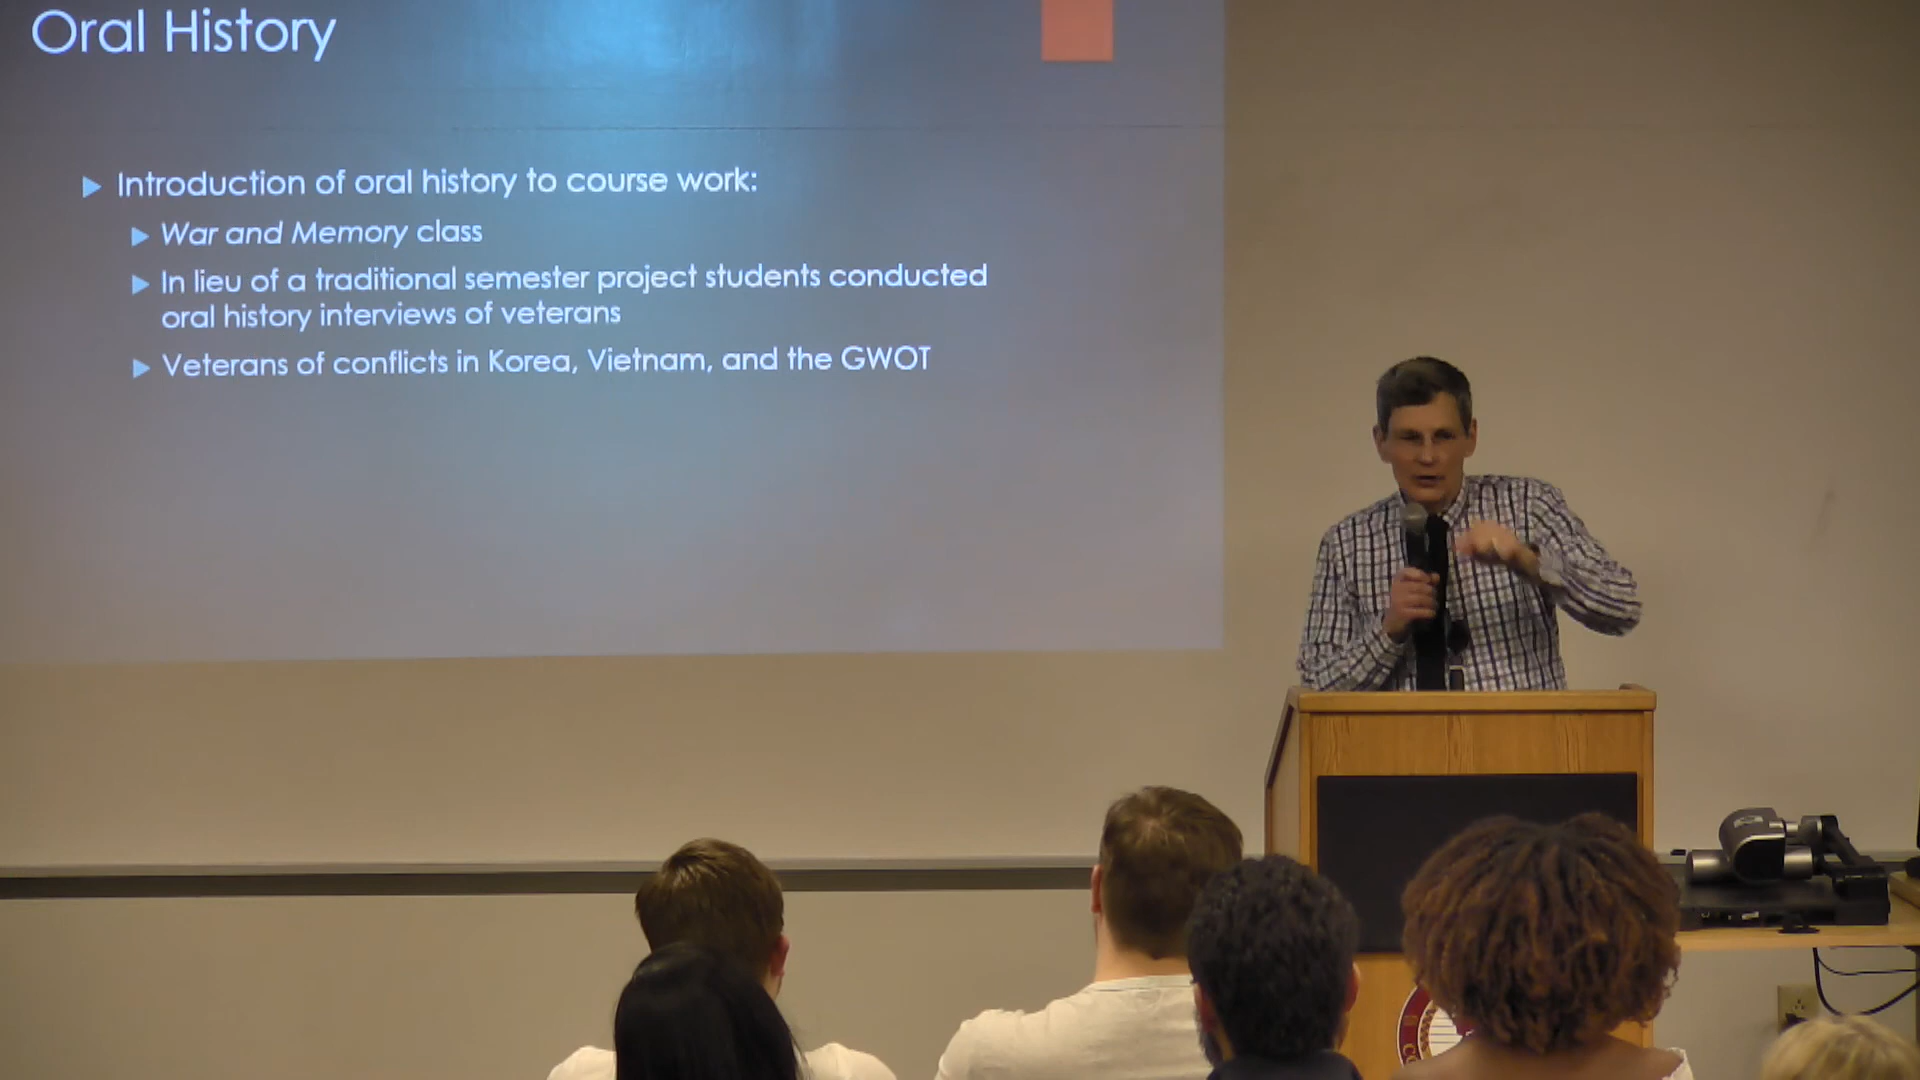 Oral History
Introduction of oral history to course work:
War and Memory class
In lieu of a traditional semester project students conducted
oral history interviews of veterans
Veterans of conflicts in Korea, Vietnam, and the GWOT